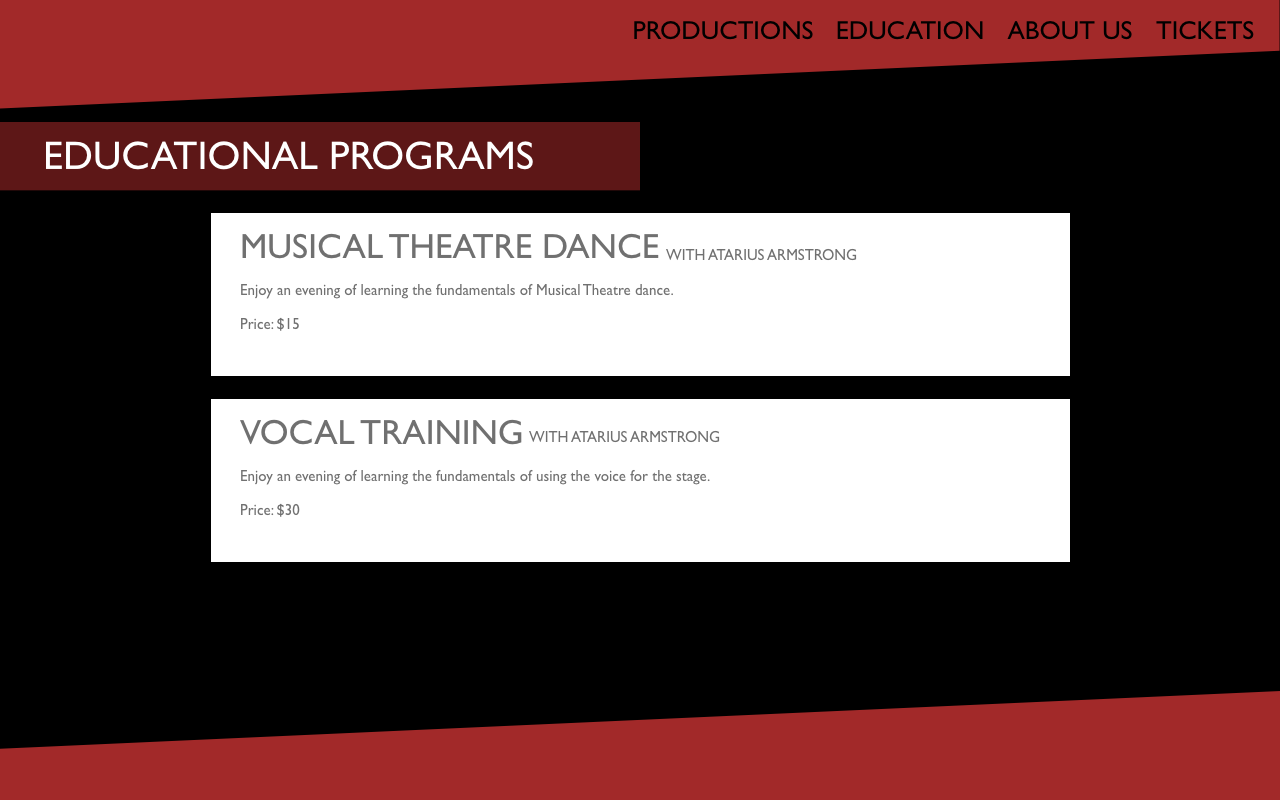 PRODUCTIONS EDUCATION ABOUT US TICKETS
EDUCATIONAL PROGRAMS
MUSICAL THEATRE DANCE WITH ATARIUS ARMSTRONG
Enjoy an evening of learning the fundamentals of Musical Theatre dance.
Price: $15
VOCAL TRAINING WITH ATARIUS ARMSTRONG
Enjoy an evening of learning the fundamentals of using the voice for the stage.
Price: $30